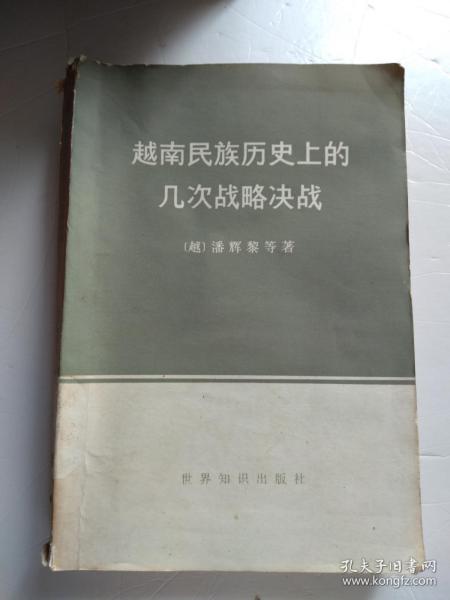 越南民族历史上的
几次战略决战
〔越〕潘辉黎等著
世界知识出版社
孔夫子旧书网
www.kongfz.com